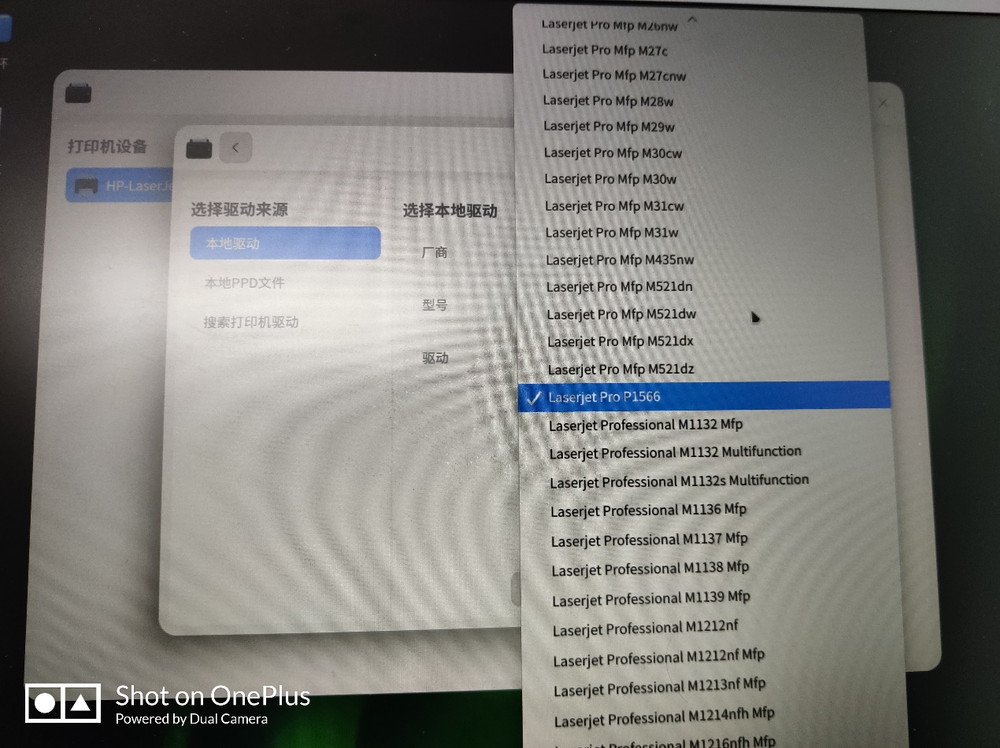 打印机设备
HP-LaserJe
选择驱动来源
本地驱动
本地PPD文件
搜索打印机驱动
选择本地驱动
厂商
型号
驱动
Laserjet Pro Mfp M26nw
Laserjet Pro Mfp M27c
Laserjet Pro Mfp M27cnw
Laserjet Pro Mfp M28w
Laserjet Pro Mfp M29w
Laserjet Pro Mfp M30cw
Laserjet Pro Mfp M30w
Laserjet Pro Mfp M31cw
Laserjet Pro Mfp M31w
Laserjet Pro Mfp M435nw
Laserjet Pro Mfp M521dn
Laserjet Pro Mfp M521dw
Laserjet Pro Mfp M521dx
Laserjet Pro Mfp M521dz
Laserjet Pro P1566
Laserjet Professional M1132 Mfp
Laserjet Professional M1132 Multifunction
Laserjet Professional M1132s Multifunction
Laserjet Professional M1136 Mfp
Laserjet Professional M1137 Mfp
Laserjet Professional M1138 Mfp
Laserjet Professional M1139 Mfp
Laserjet Professional M1212nf
Laserjet Professional M1212nf Mfp
Laserjet Professional M1213nf Mfp
Laserjet Professional M1214nfh Mfp
Laserjet Professional M1216nfh Mfp
Shot on OnePlus
Powered by Dual Camera